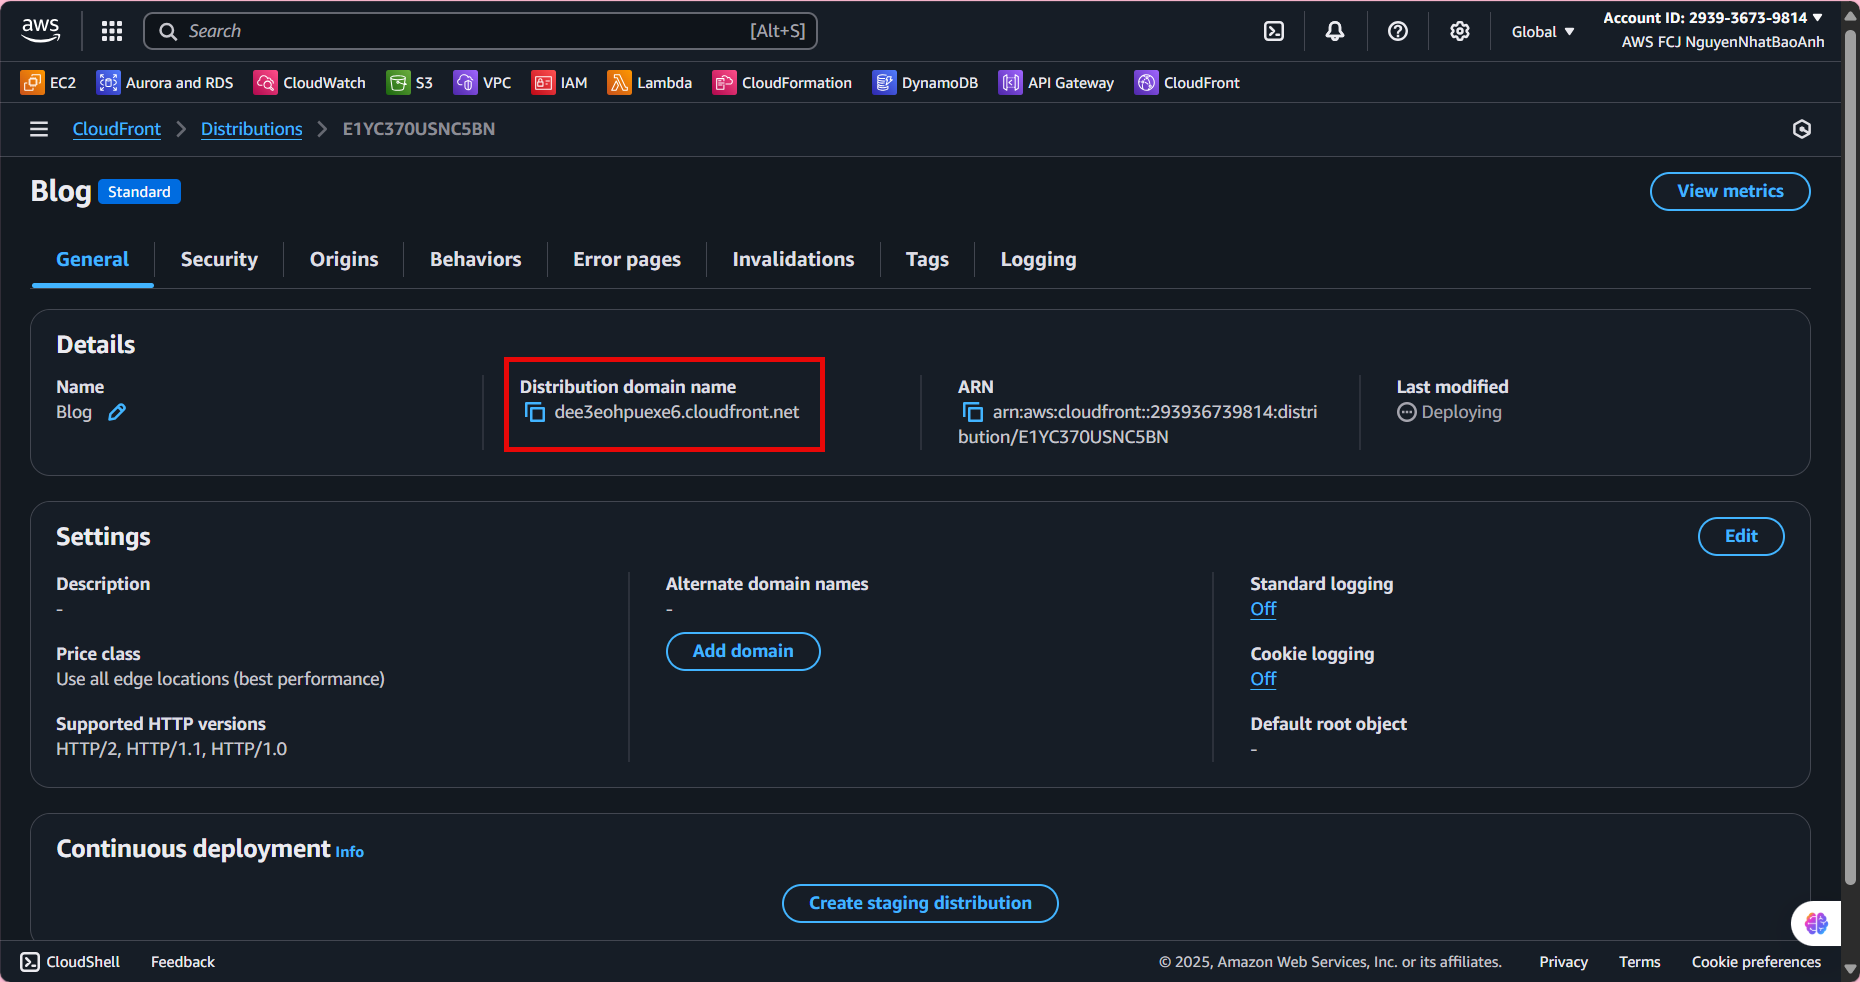 aws
Search
[Alt+S]
Global
Account ID: 2939-3673-9814
AWS FCJ NguyenNhatBaoAnh
EC2
Aurora and RDS
CloudWatch
S3
VPC
IAM
Lambda
CloudFormation
DynamoDB
API Gateway
CloudFront
CloudFront
Distributions
E1YC370USNC5BN
Blog
Standard
View metrics
General
Security
Origins
Behaviors
Error pages
Invalidations
Tags
Logging
Details
Name
Blog
Distribution domain name
dee3eohpuexe6.cloudfront.net
ARN
arn:aws:cloudfront::293936739814:distri
bution/E1YC370USNC5BN
Last modified
Deploying
Settings
Edit
Description
-
Price class
Use all edge locations (best performance)
Supported HTTP versions
HTTP/2, HTTP/1.1, HTTP/1.0
Alternate domain names
-
Add domain
Standard logging
Off
Cookie logging
Off
Default root object
-
Continuous deployment
Info
Create staging distribution
CloudShell
Feedback
© 2025, Amazon Web Services, Inc. or its affiliates.
Privacy
Terms
Cookie preferences